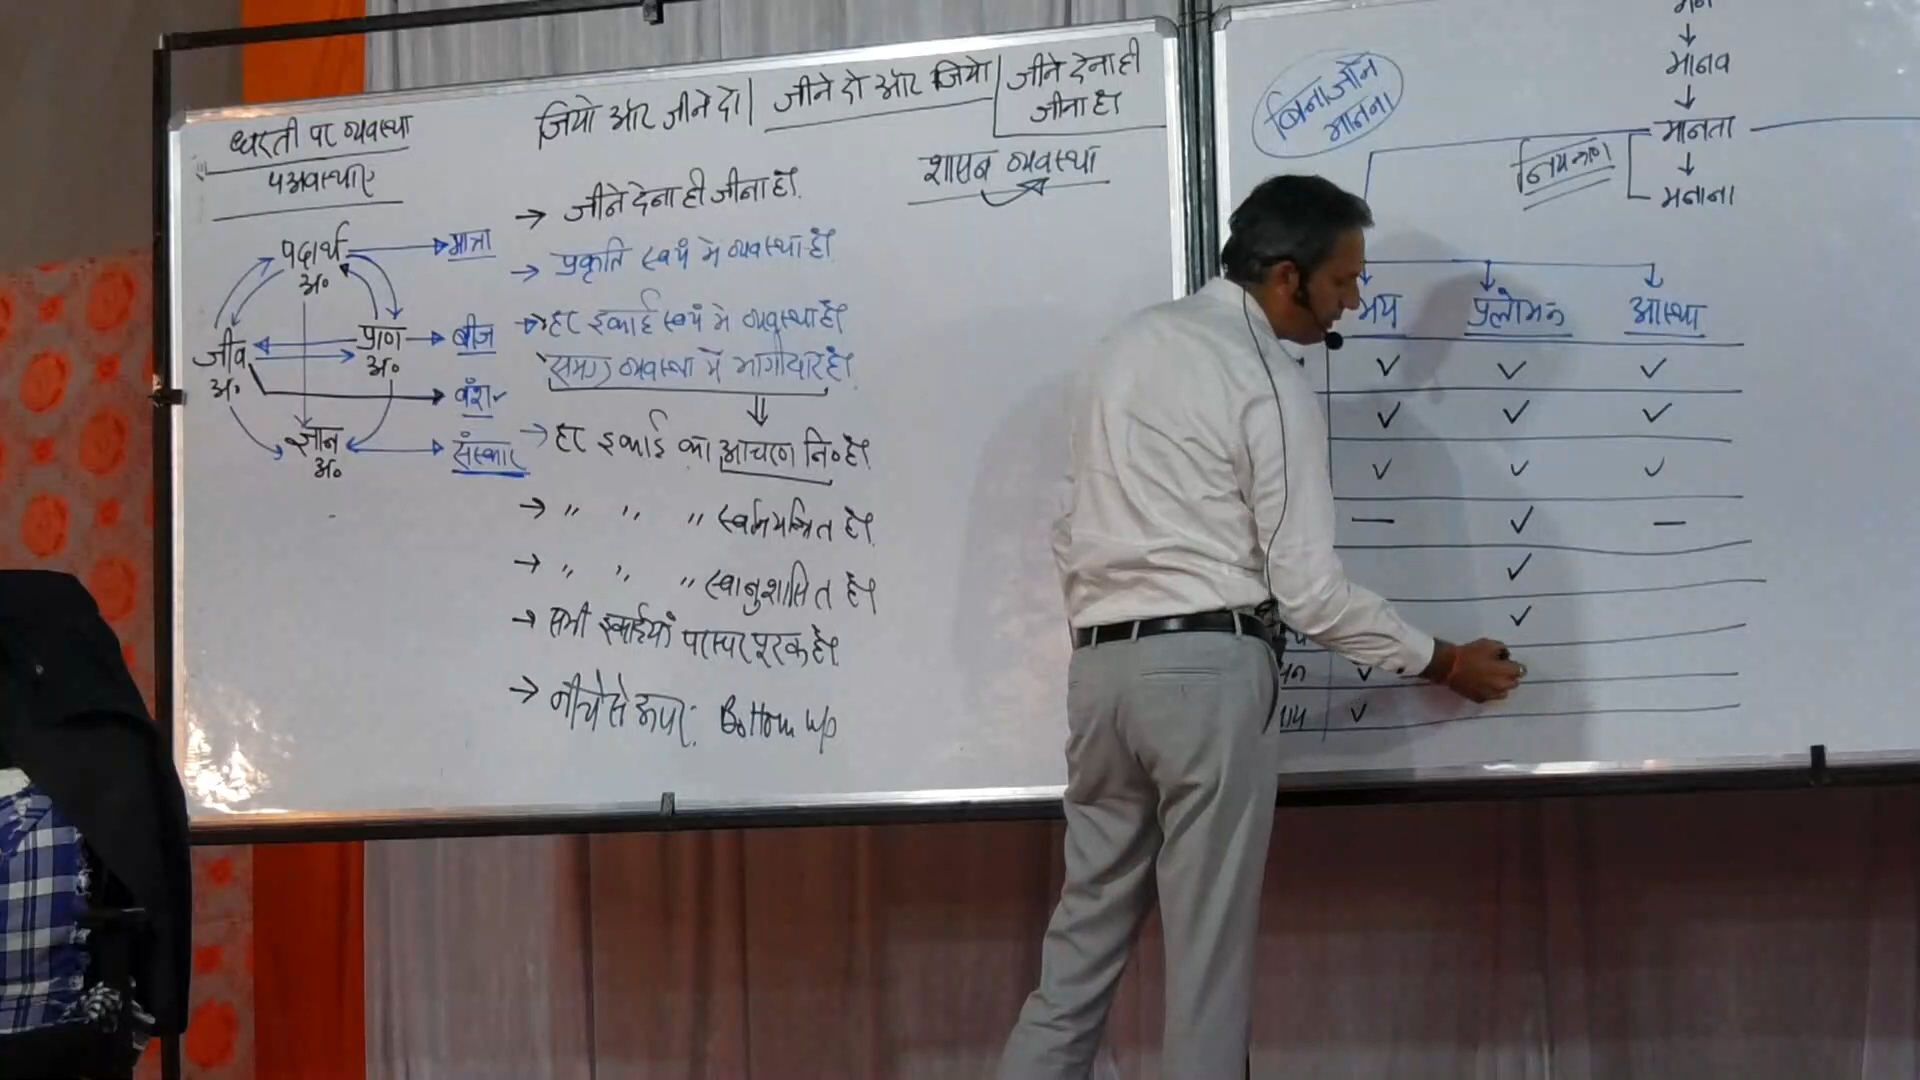 धरती पर व्यवस्था
५ अवस्थाएं
पदार्थ
अ०
मात्रा
जीव
अ०
प्राण
अ०
बीज
वंश
ज्ञान
अ०
संस्कार
जियो और जीने दो | जीने दो और जियो | जीने देना ही
जीना है।
शासन व्यवस्था
→ जीने देना ही जीना है।
→ प्रकृति स्वयं में व्यवस्था है।
→ हर इकाई स्वयं में व्यवस्था है।
समग्र व्यवस्था में भागीदार है।
→ हर इकाई का आचरण नि० है।
→ " " " स्वनियन्त्रित है।
→ " " " स्वानुशासित है।
→ सभी इकाईयाँ परस्पर पूरक है।
→ नीचे से ऊपर: Bottom up
बिना जाने
मानना
मानव
↓
मानता
↓
मनाना
नियंत्रण
भय
प्रलोभन
आस्था
✓ ✓ ✓
✓ ✓ ✓
✓ ✓ ✓
— ✓ —
✓
✓
✓
✓